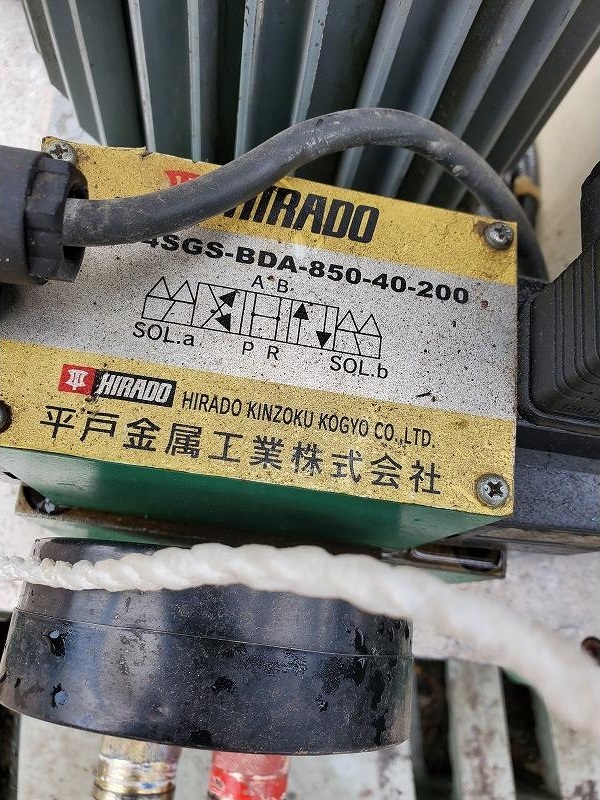 HIRADO
4SGS-BDA-850-40-200
A B
SOL.a
P R
SOL.b
HIRADO
HIRADO KINZOKU KOGYO CO.,LTD.
平戸金属工業株式会社